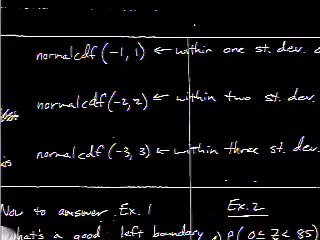 normalcdf(-1, 1) ← within one st. dev.
normalcdf(-2, 2) ← within two st. dev.
normalcdf(-3, 3) ← within three st. dev.
Now to answer Ex. 1
Ex. 2
what's a good left boundary
P( 0 ≤ z < 85)